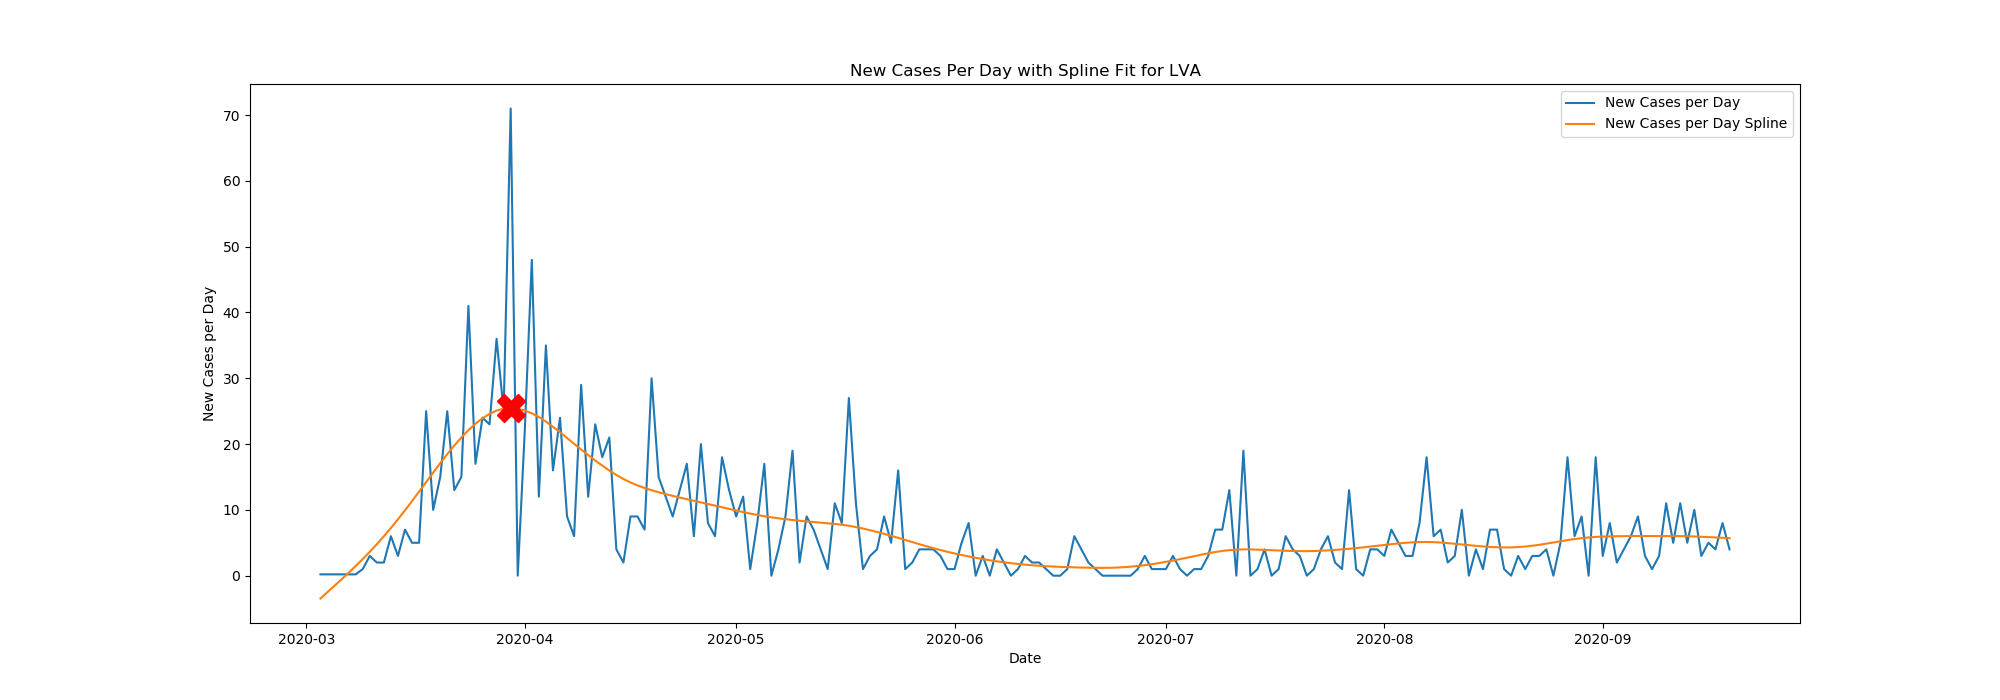 New Cases Per Day with Spline Fit for LVA
New Cases per Day
New Cases per Day Spline
70
60
50
40
30
20
10
0
New Cases per Day
2020-03 2020-04 2020-05 2020-06 2020-07 2020-08 2020-09
Date